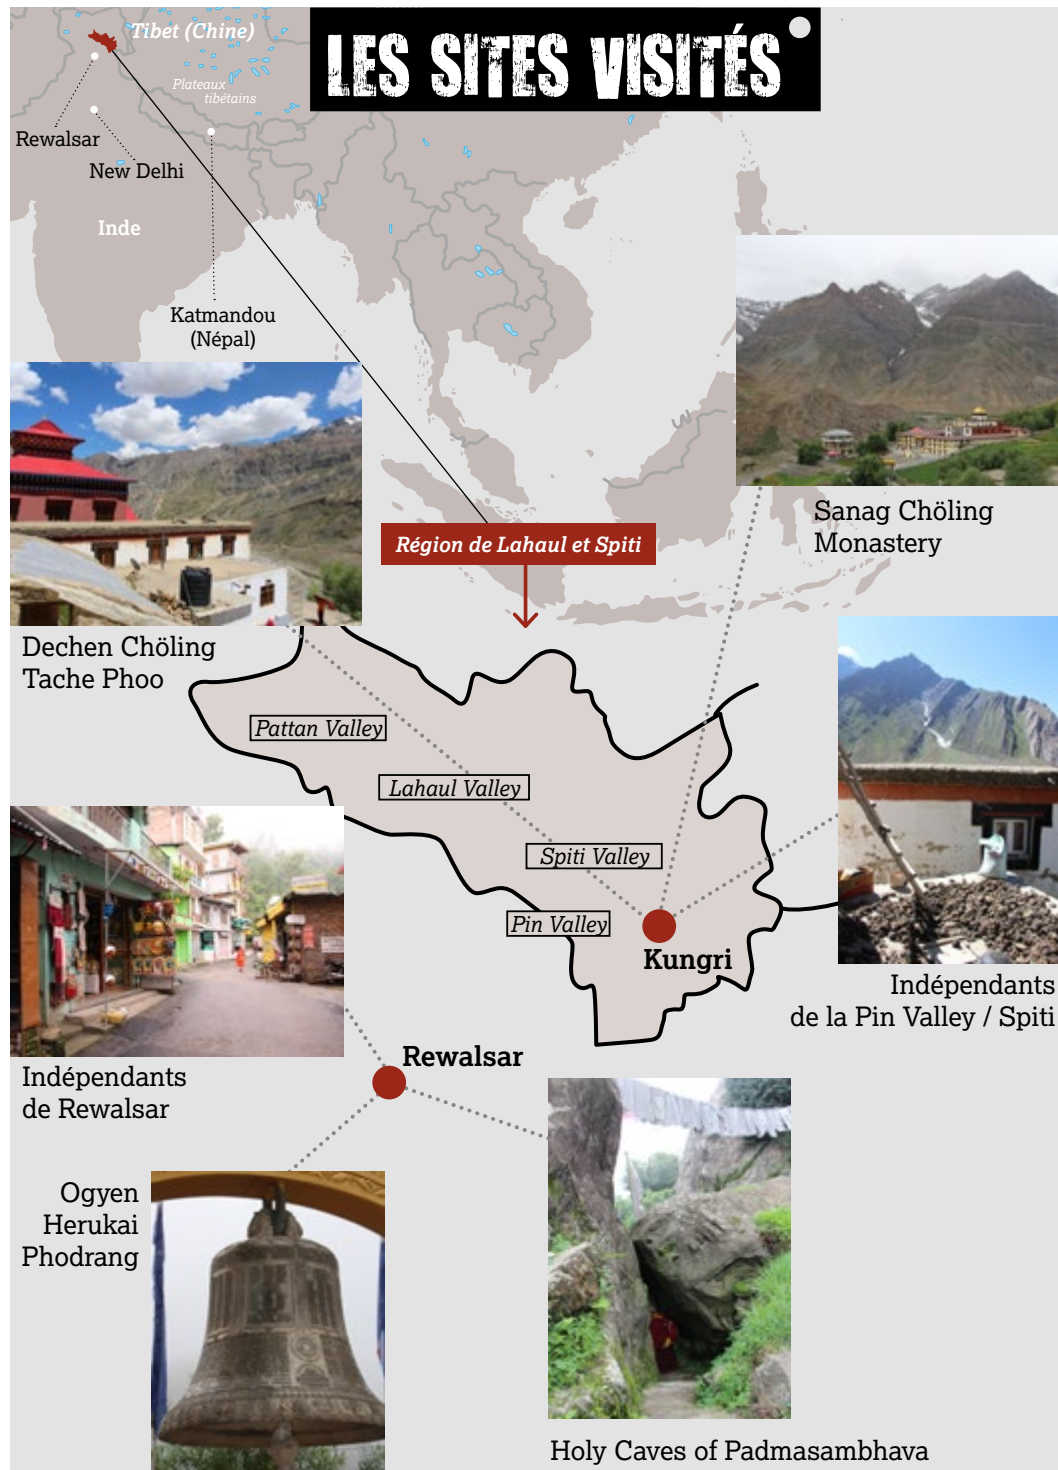 LES SITES VISITÉS
Tibet (Chine)
Plateaux
tibétains
Rewalsar
New Delhi
Inde
Katmandou
(Népal)
Sanag Chöling
Monastery
Région de Lahaul et Spiti
Dechen Chöling
Tache Phoo
Pattan Valley
Lahaul Valley
Spiti Valley
Pin Valley
Kungri
Indépendants
de la Pin Valley / Spiti
Rewalsar
Indépendants
de Rewalsar
Ogyen
Herukai
Phodrang
Holy Caves of Padmasambhava